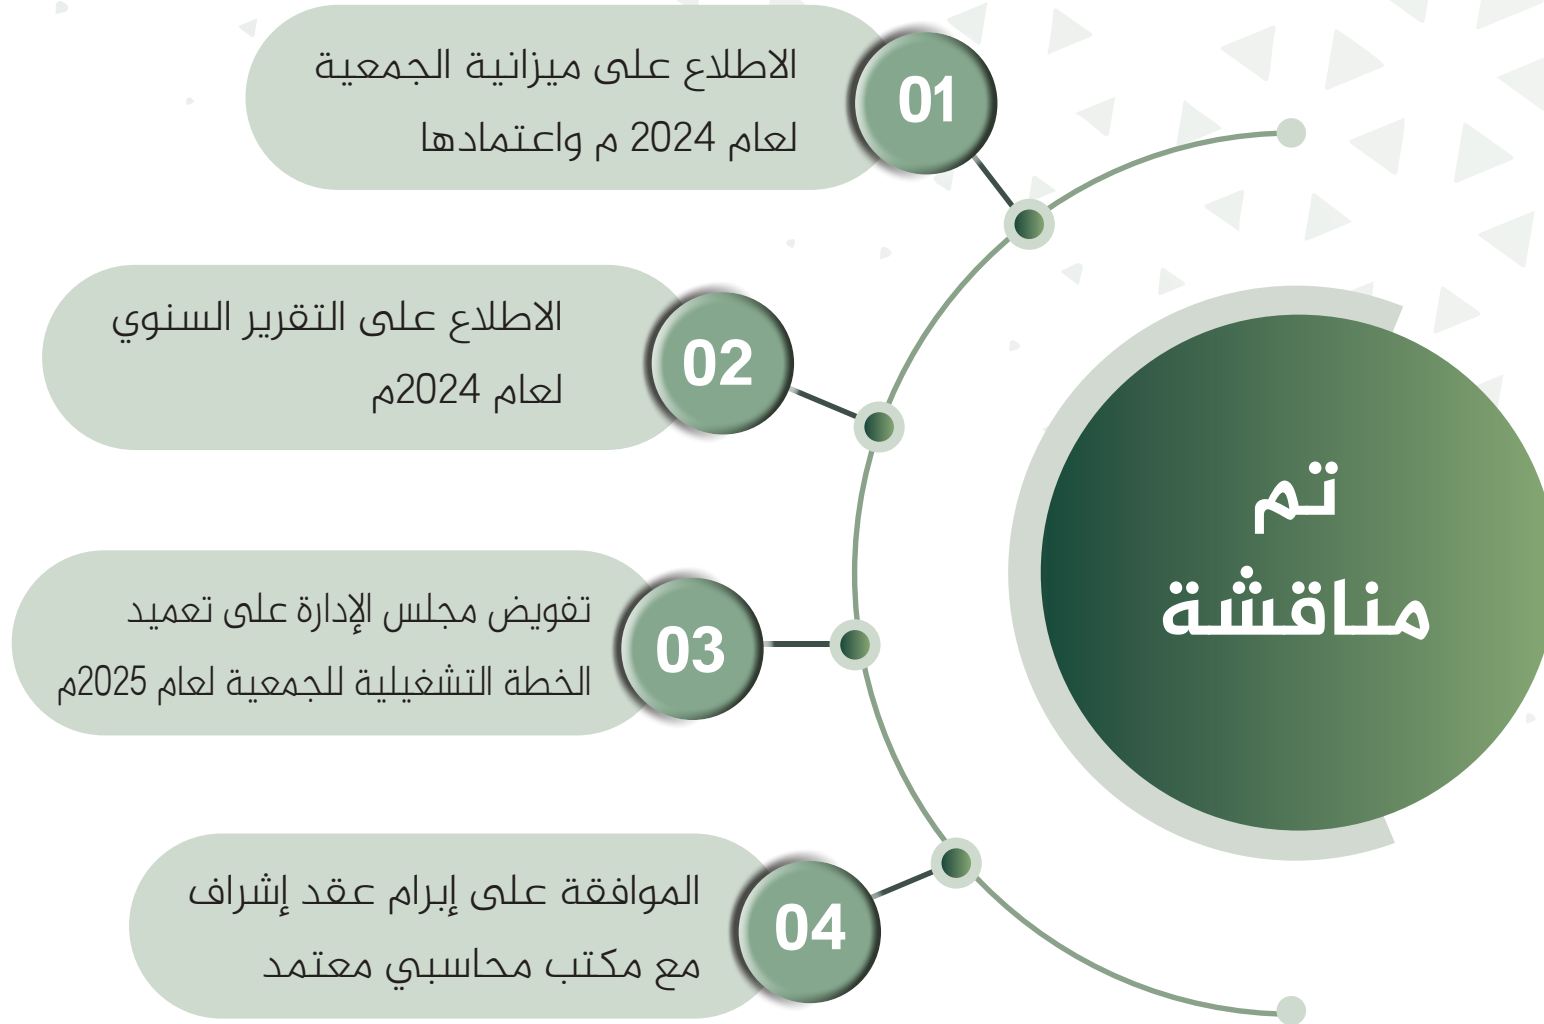 تم
مناقشة
01
الاطلاع على ميزانية الجمعية
لعام 2024 م واعتمادها
02
الاطلاع على التقرير السنوي
لعام 2024م
03
تفويض مجلس الإدارة على تعميد
الخطة التشغيلية للجمعية لعام 2025م
04
الموافقة على إبرام عقد إشراف
مع مكتب محاسبي معتمد